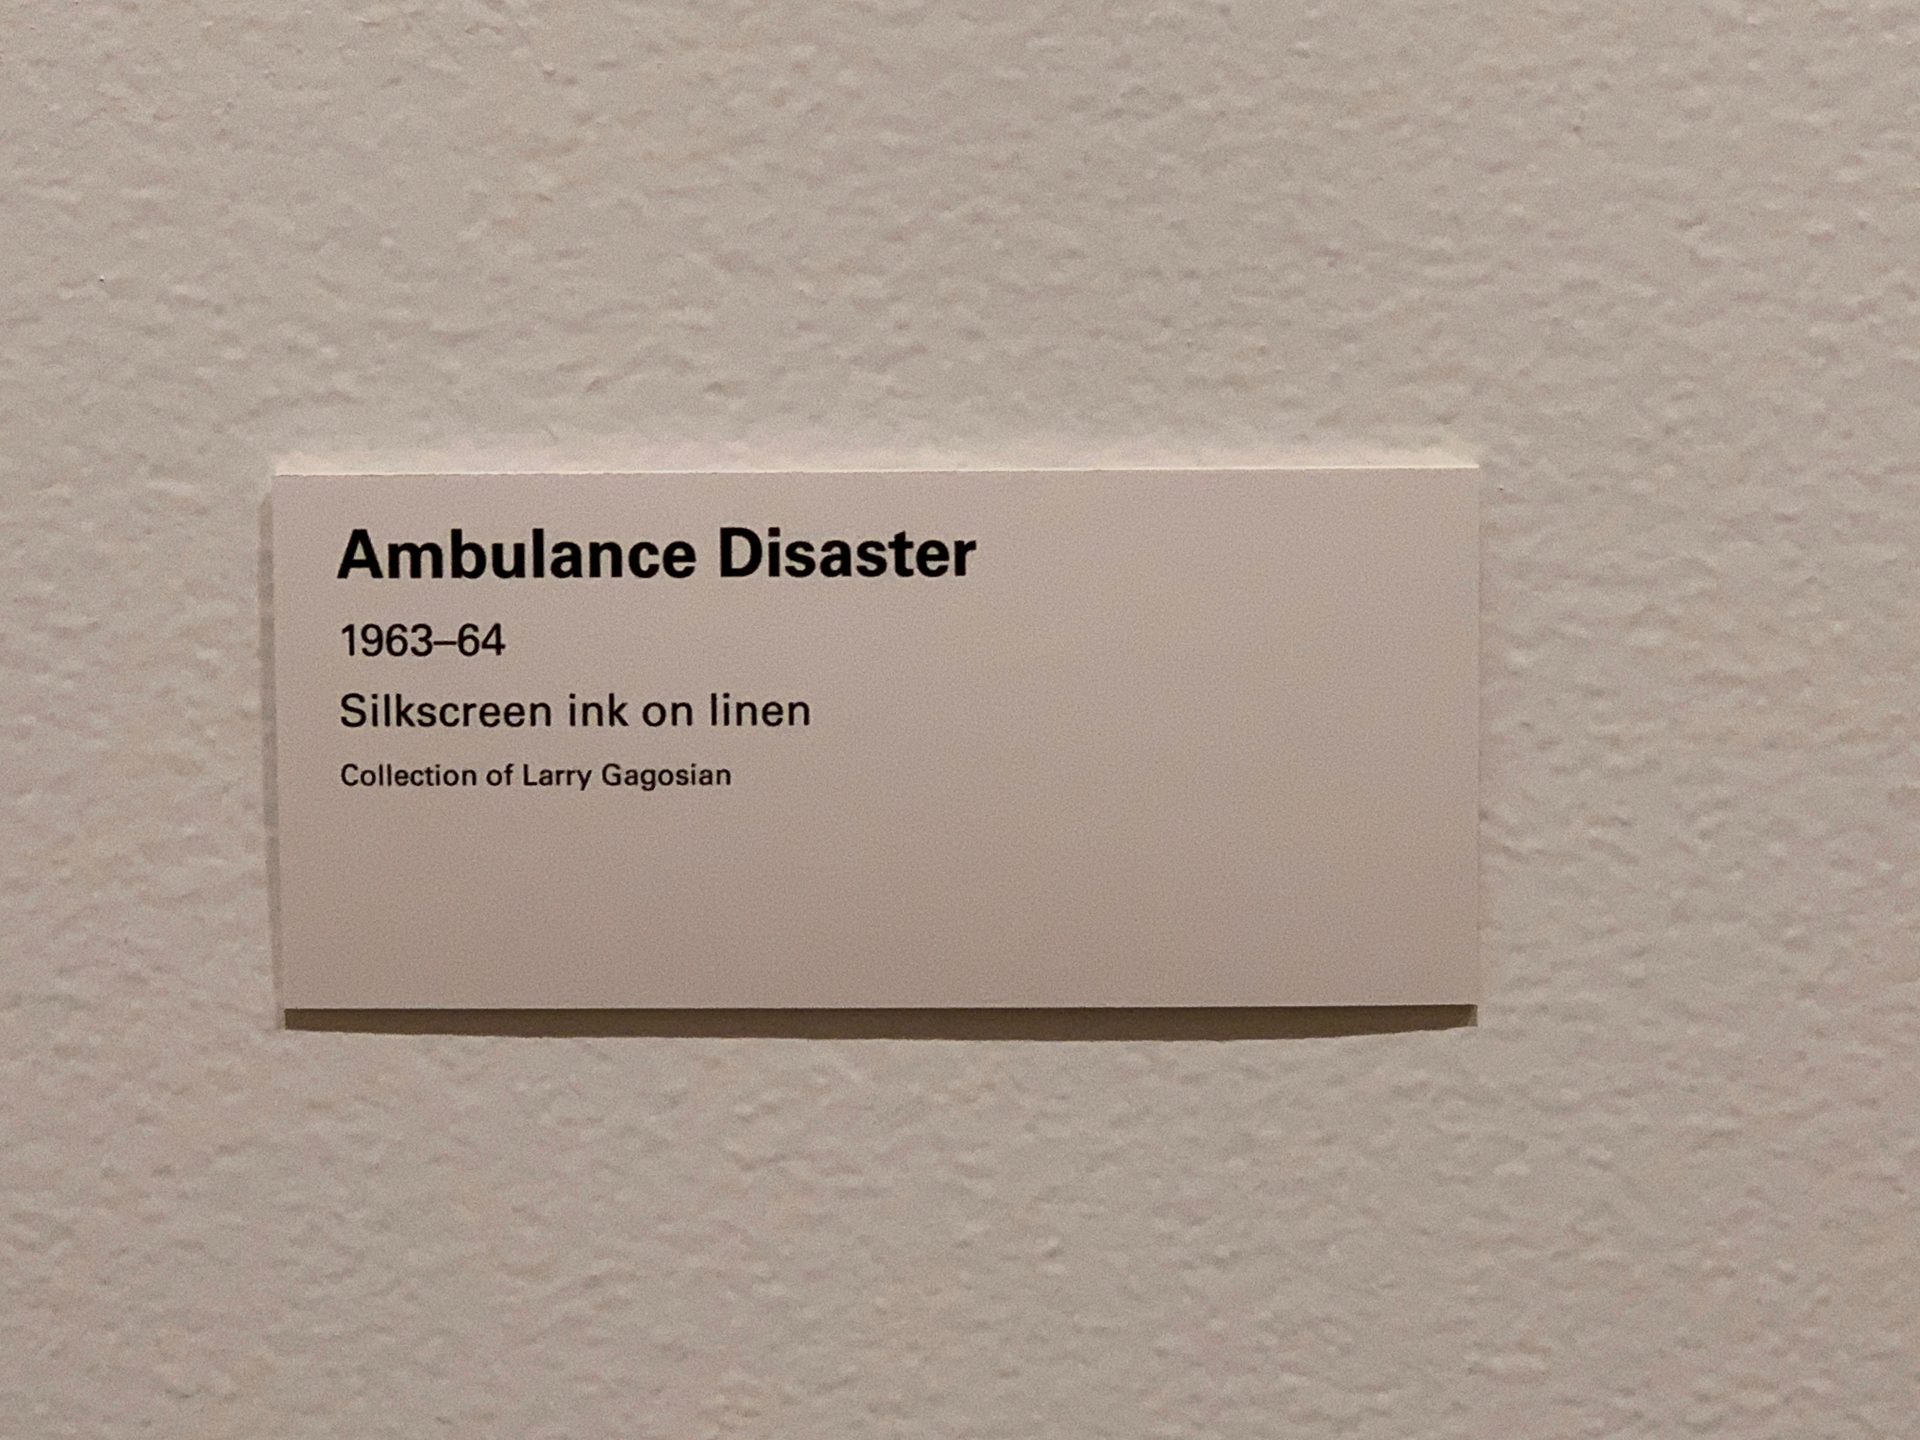 Ambulance Disaster
1963–64
Silkscreen ink on linen
Collection of Larry Gagosian